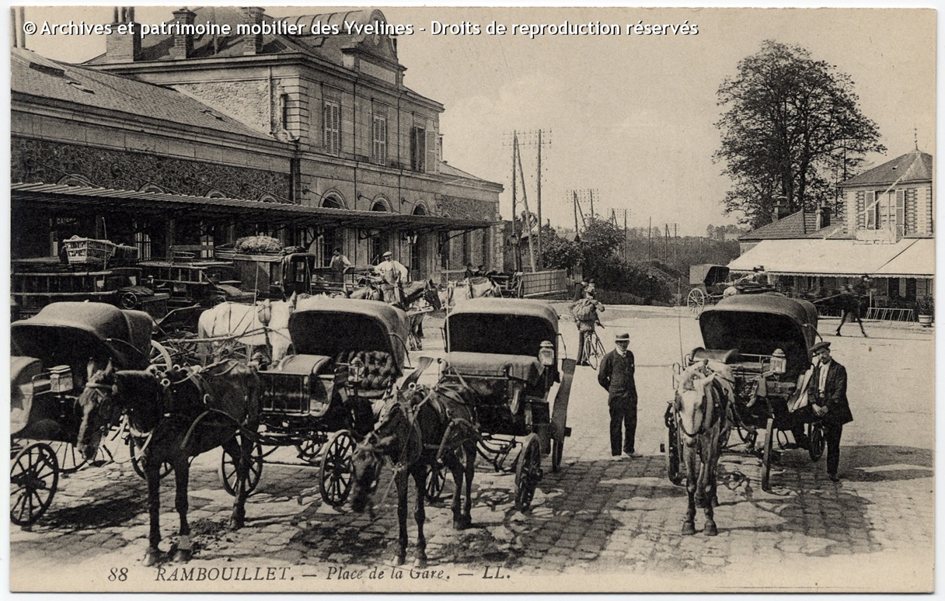 © Archives et patrimoine mobilier des Yvelines - Droits de reproduction réservés
88 RAMBOUILLET. — Place de la Gare. — LL.